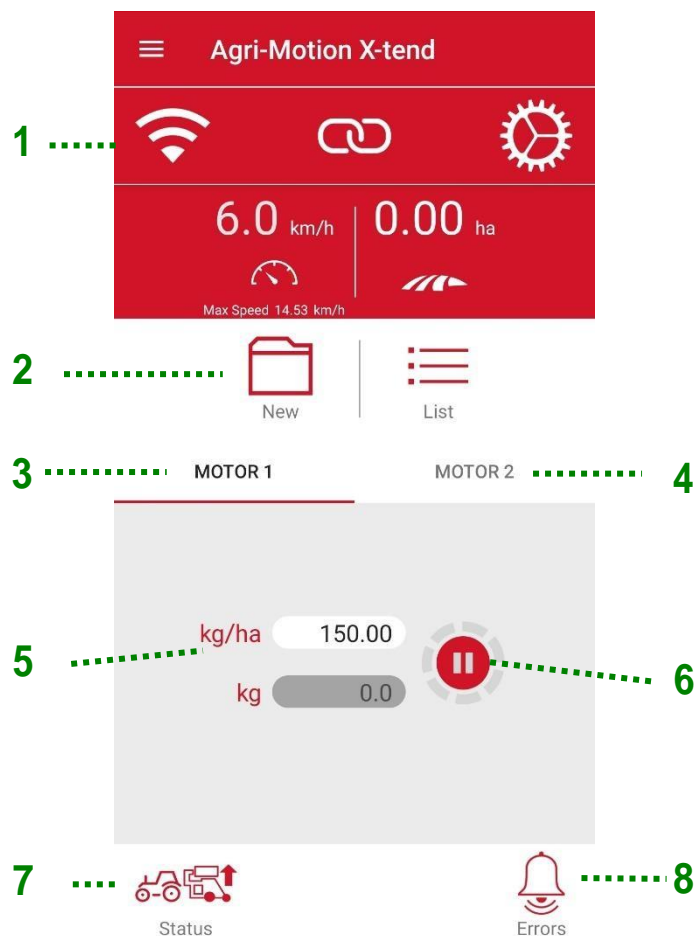 Agri-Motion X-tend
1
6.0 km/h 0.00 ha
Max Speed 14.53 km/h
2
New List
3 MOTOR 1 MOTOR 2 4
kg/ha 150.00
5 6
kg 0.0
7 8
Status Errors